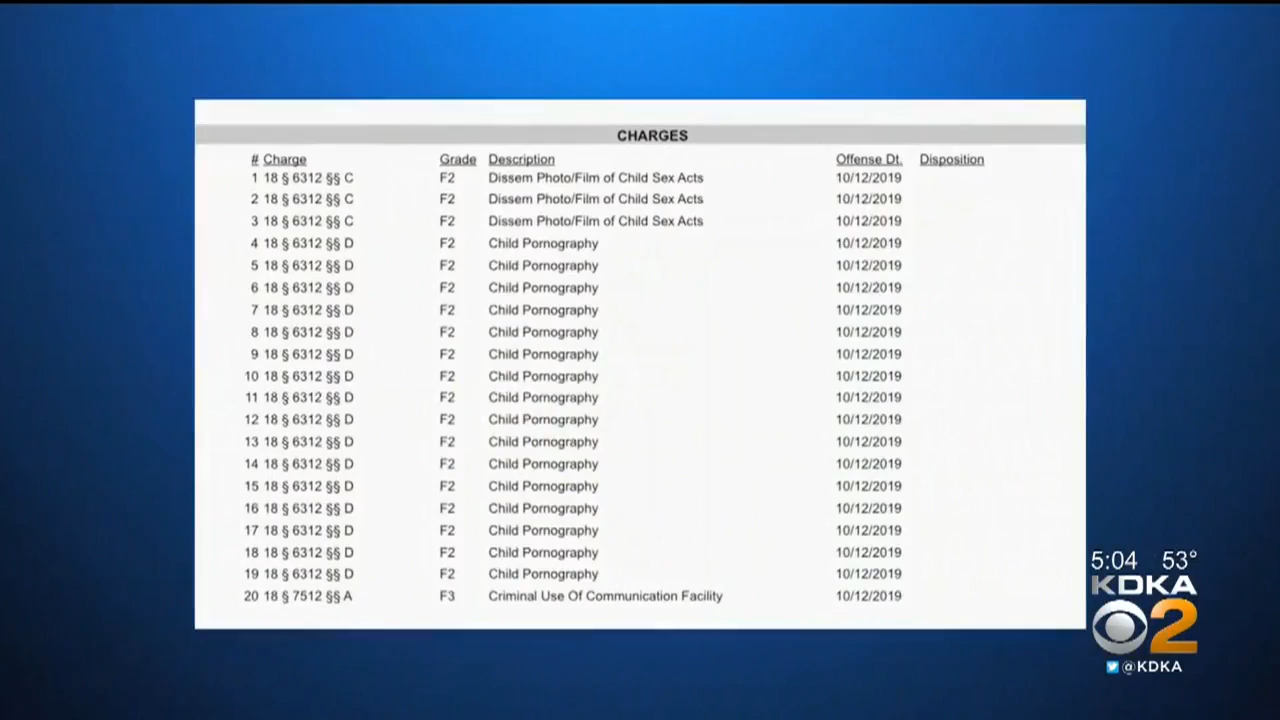 CHARGES
# Charge Grade Description Offense Dt. Disposition
1 18 § 6312 §§ C F2 Dissem Photo/Film of Child Sex Acts 10/12/2019
2 18 § 6312 §§ C F2 Dissem Photo/Film of Child Sex Acts 10/12/2019
3 18 § 6312 §§ C F2 Dissem Photo/Film of Child Sex Acts 10/12/2019
4 18 § 6312 §§ D F2 Child Pornography 10/12/2019
5 18 § 6312 §§ D F2 Child Pornography 10/12/2019
6 18 § 6312 §§ D F2 Child Pornography 10/12/2019
7 18 § 6312 §§ D F2 Child Pornography 10/12/2019
8 18 § 6312 §§ D F2 Child Pornography 10/12/2019
9 18 § 6312 §§ D F2 Child Pornography 10/12/2019
10 18 § 6312 §§ D F2 Child Pornography 10/12/2019
11 18 § 6312 §§ D F2 Child Pornography 10/12/2019
12 18 § 6312 §§ D F2 Child Pornography 10/12/2019
13 18 § 6312 §§ D F2 Child Pornography 10/12/2019
14 18 § 6312 §§ D F2 Child Pornography 10/12/2019
15 18 § 6312 §§ D F2 Child Pornography 10/12/2019
16 18 § 6312 §§ D F2 Child Pornography 10/12/2019
17 18 § 6312 §§ D F2 Child Pornography 10/12/2019
18 18 § 6312 §§ D F2 Child Pornography 10/12/2019
19 18 § 6312 §§ D F2 Child Pornography 10/12/2019
20 18 § 7512 §§ A F3 Criminal Use Of Communication Facility 10/12/2019
5:04 53°
KDKA
2
@KDKA